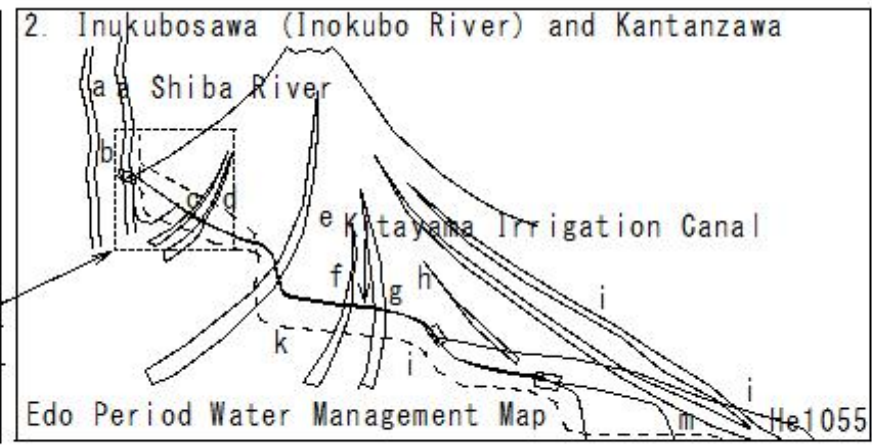 2. Inukubosawa (Inokubo River) and Kantanzawa
a a Shiba River
b
c d
e Kitayama Irrigation Canal
f g h i
k i i
Edo Period Water Management Map m He1055